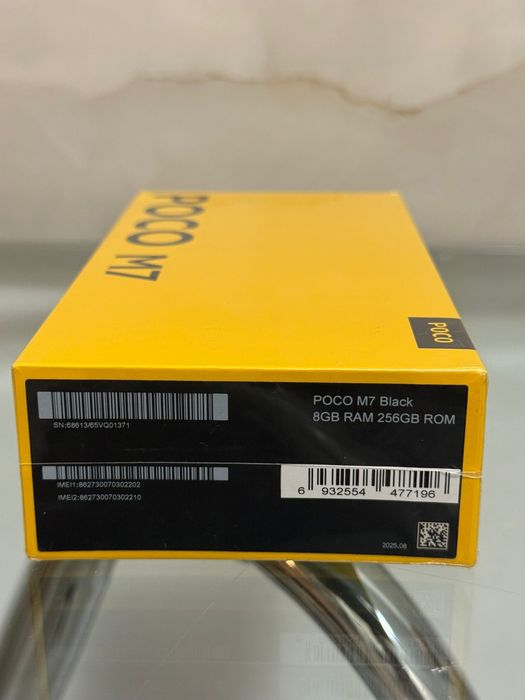 POCO M7
POCO
POCO M7 Black
8GB RAM 256GB ROM
SN:68613/65VQ01371
IMEI1:862730070302202
IMEI2:862730070302210
6 932554 477196
2025.08